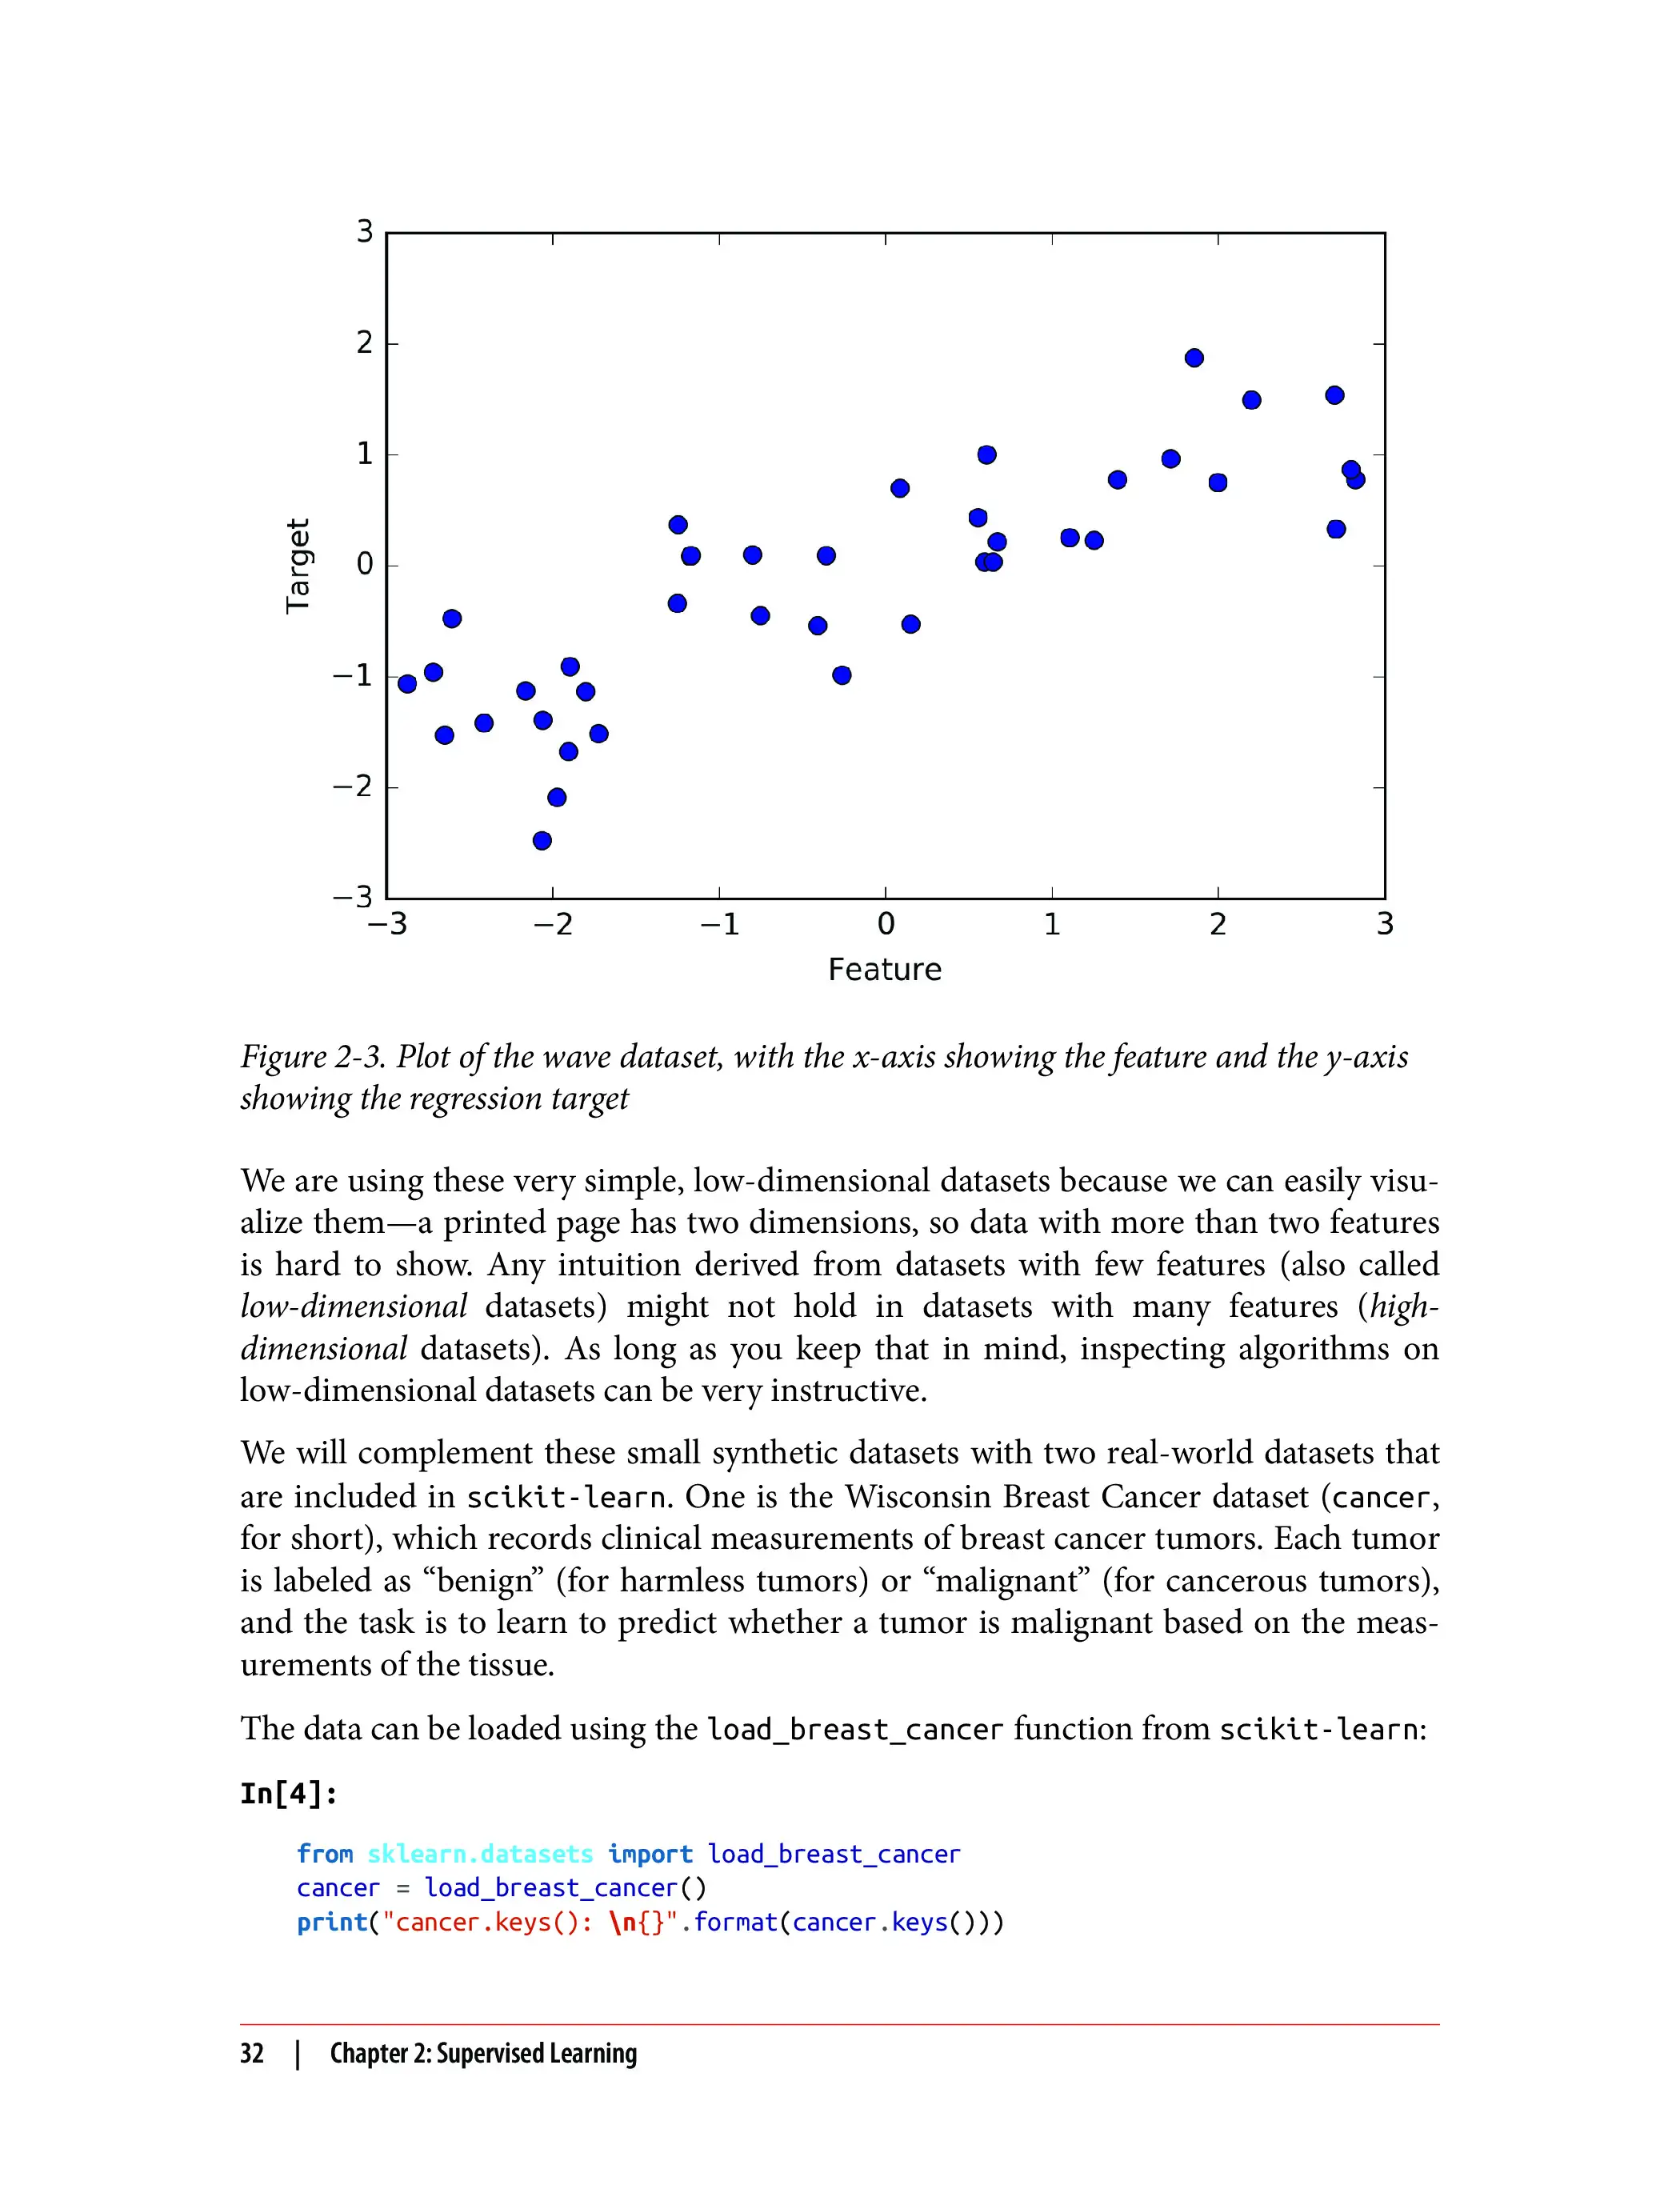 3
2
1
0
−1
−2
−3
Target
−3 −2 −1 0 1 2 3
Feature
Figure 2-3. Plot of the wave dataset, with the x-axis showing the feature and the y-axis
showing the regression target
We are using these very simple, low-dimensional datasets because we can easily visu-
alize them—a printed page has two dimensions, so data with more than two features
is hard to show. Any intuition derived from datasets with few features (also called
low-dimensional datasets) might not hold in datasets with many features (high-
dimensional datasets). As long as you keep that in mind, inspecting algorithms on
low-dimensional datasets can be very instructive.
We will complement these small synthetic datasets with two real-world datasets that
are included in scikit-learn. One is the Wisconsin Breast Cancer dataset (cancer,
for short), which records clinical measurements of breast cancer tumors. Each tumor
is labeled as “benign” (for harmless tumors) or “malignant” (for cancerous tumors),
and the task is to learn to predict whether a tumor is malignant based on the meas-
urements of the tissue.
The data can be loaded using the load_breast_cancer function from scikit-learn:
In[4]:
from sklearn.datasets import load_breast_cancer
cancer = load_breast_cancer()
print("cancer.keys(): \n{}".format(cancer.keys()))
32 | Chapter 2: Supervised Learning